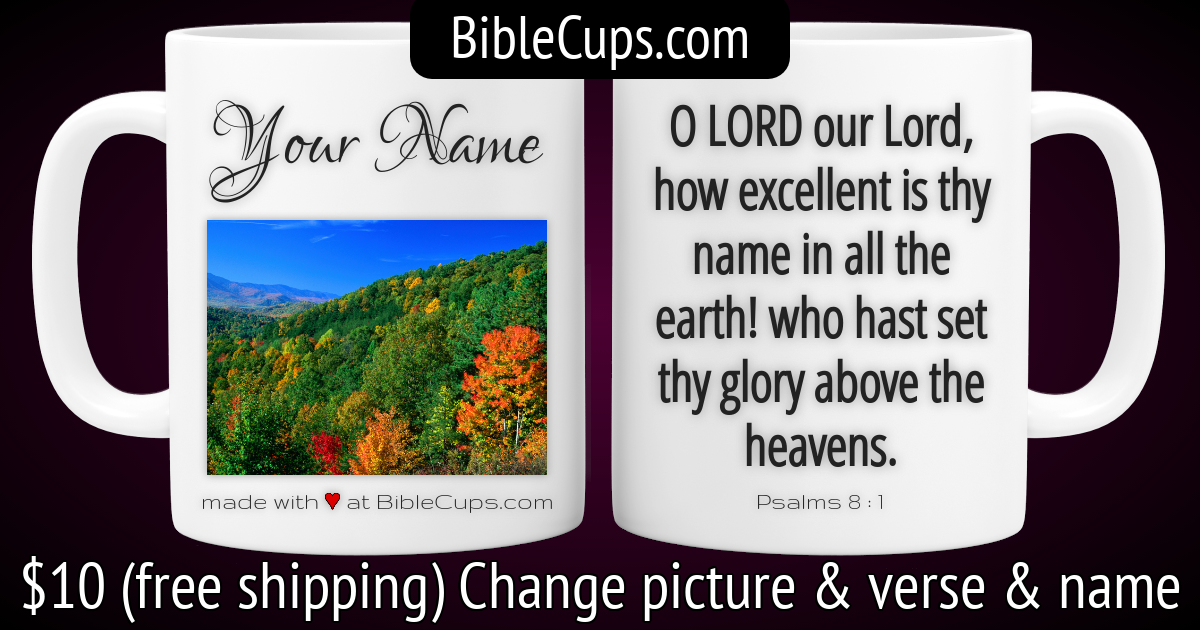 BibleCups.com
Your Name
made with ♥ at BibleCups.com
O LORD our Lord,
how excellent is thy
name in all the
earth! who hast set
thy glory above the
heavens.
Psalms 8 : 1
$10 (free shipping) Change picture & verse & name